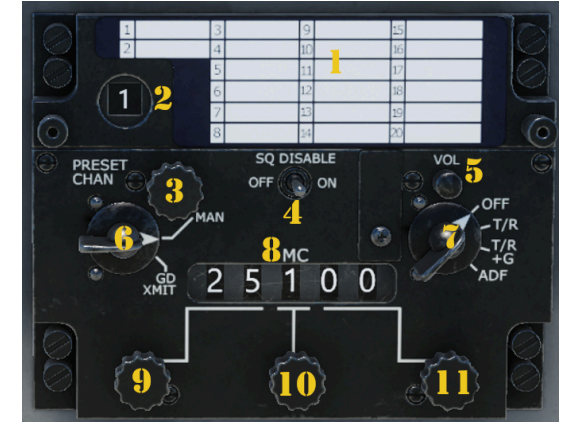 1 3 9 15
2 4 10 16
5 11 17
6 12 18
7 13 19
8 14 20
1
1 2
PRESET CHAN
SQ DISABLE
OFF ON
VOL
3
4
5
MAN
6
GD XMIT
OFF
T/R
T/R +G
ADF
7
8 MC
2 5 1 0 0
9 10 11